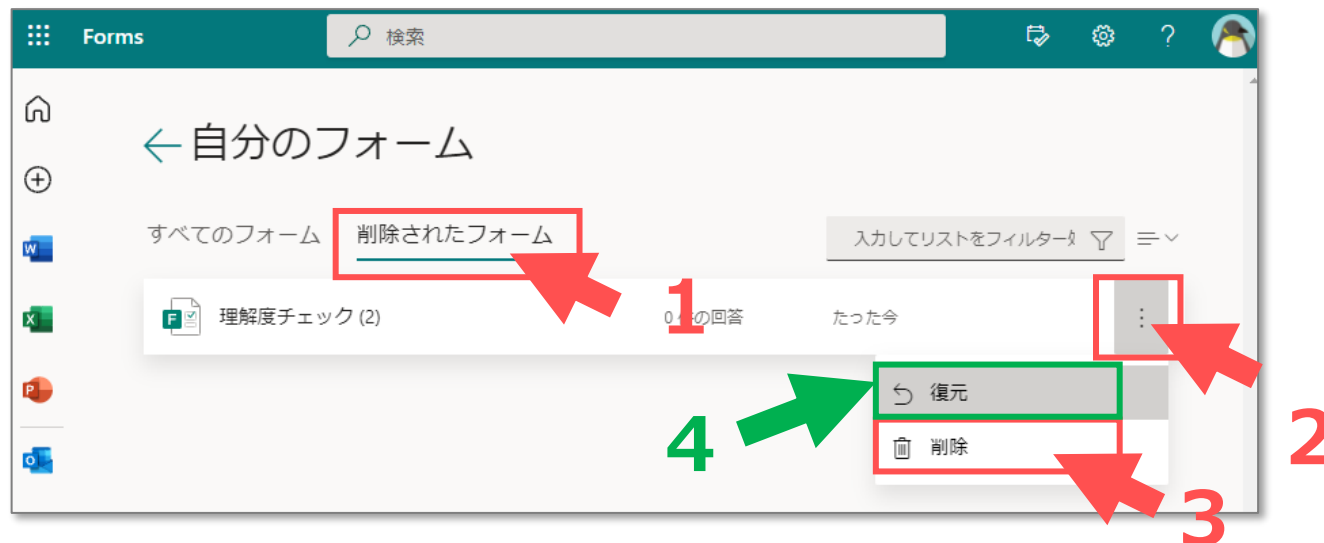 Forms
検索
?
←自分のフォーム
すべてのフォーム
削除されたフォーム
入力してリストをフィルター
理解度チェック (2)
0 件の回答
たった今
復元
削除
1
2
3
4